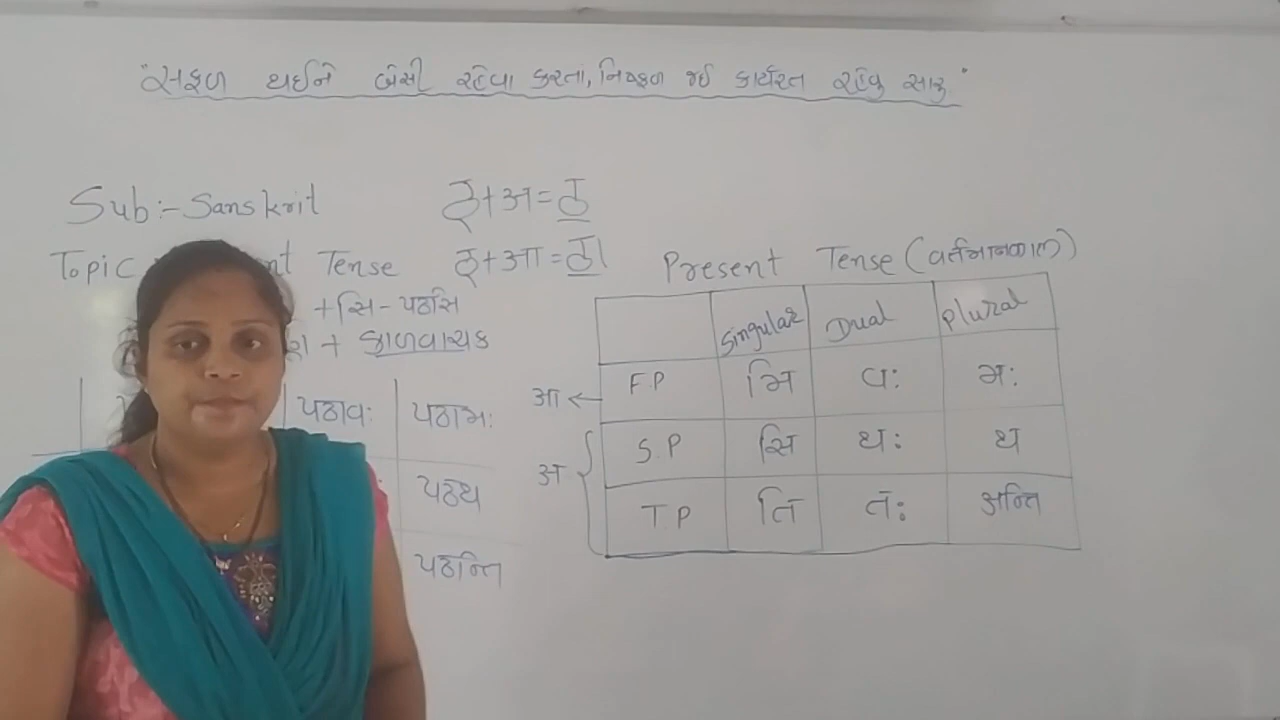 "સફળ થઈને બેસી રહેવા કરતાં, નિષ્ફળ જઈ કાર્યરત રહેવું સારું"
Sub:- Sanskrit
ठ्+अ=ठ
Topic nt Tense
ठ्+आ=ठा
+ सि - पठसि
+ કાળવાચક
पठावः पठामः
पठथ
पठन्ति
Present Tense (વર્તમાનકાળ)
Singular Dual Plural
आ ← F.P मि वः मः
अ { S.P सि थः थ
T.P ति तः अन्ति